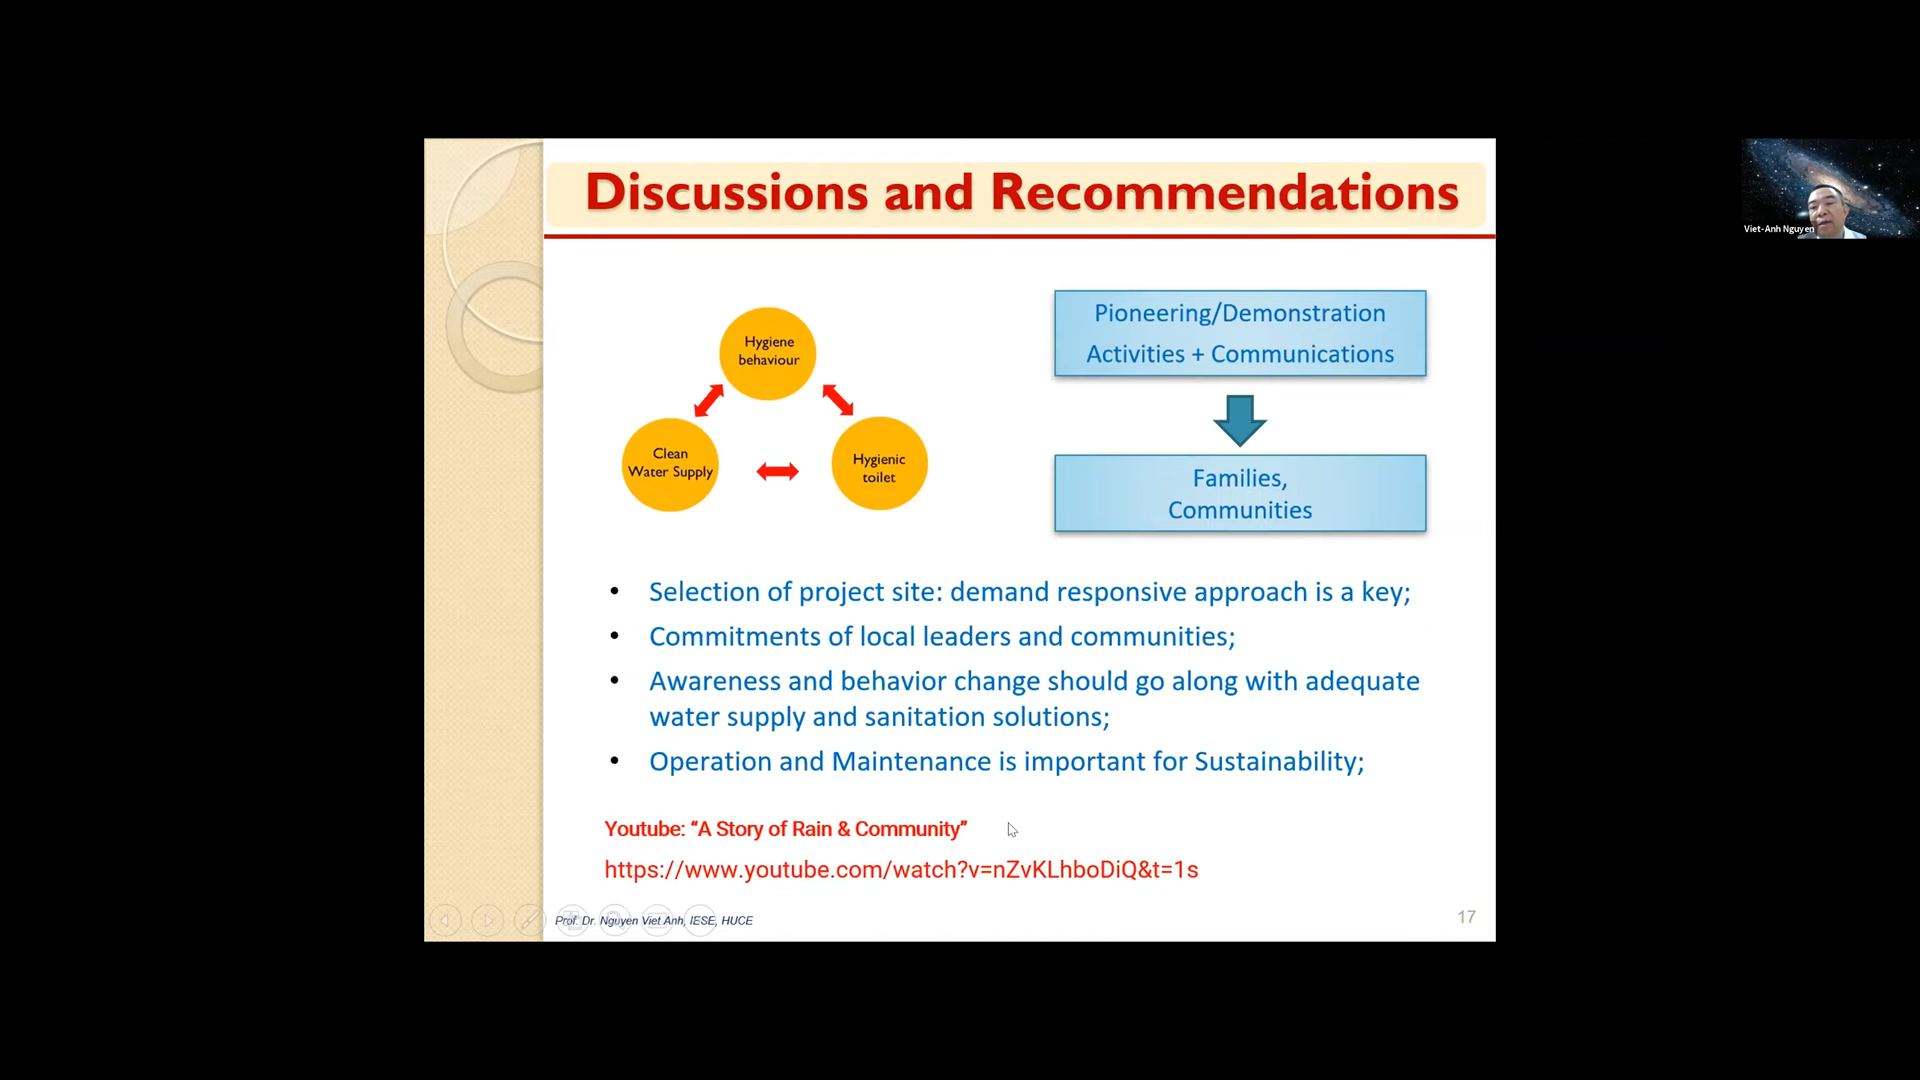 Discussions and Recommendations
Viet-Anh Nguyen
Hygiene
behaviour
Clean
Water Supply
Hygienic
toilet
Pioneering/Demonstration
Activities + Communications
Families,
Communities
• Selection of project site: demand responsive approach is a key;
• Commitments of local leaders and communities;
• Awareness and behavior change should go along with adequate
water supply and sanitation solutions;
• Operation and Maintenance is important for Sustainability;
Youtube: “A Story of Rain & Community”
https://www.youtube.com/watch?v=nZvKLhboDiQ&t=1s
Prof. Dr. Nguyen Viet Anh, IESE, HUCE
17